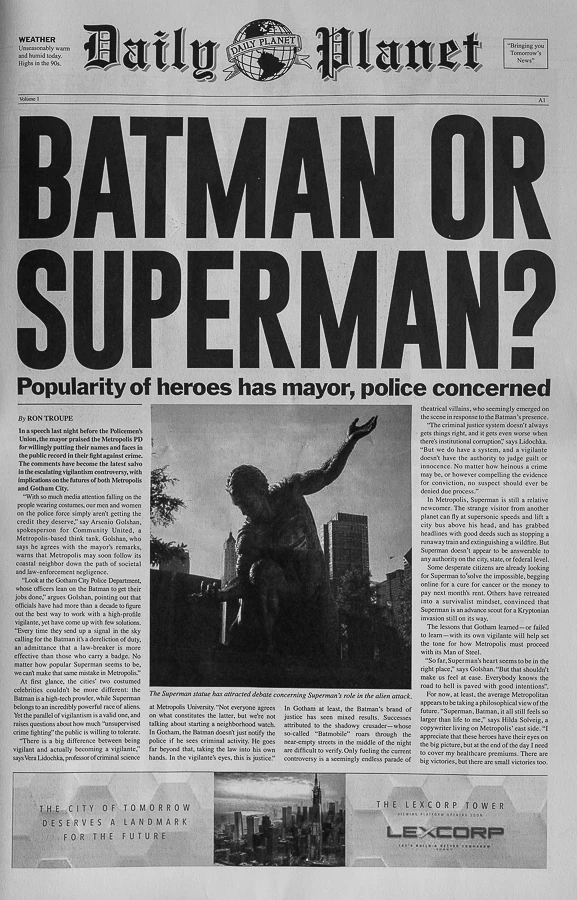 WEATHER
Unseasonably warm
and humid today.
Highs in the 90s.
Daily Planet
DAILY PLANET
"Bringing you
Tomorrow's
News"
Volume 1
A1
BATMAN OR
SUPERMAN?
Popularity of heroes has mayor, police concerned
By RON TROUPE
In a speech last night before the Policemen's
Union, the mayor praised the Metropolis PD
for willingly putting their names and faces in
the public record in their fight against crime.
The comments have become the latest salvo
in the escalating vigilantism controversy, with
implications on the futures of both Metropolis
and Gotham City.
"With so much media attention falling on the
people wearing costumes, our men and women
on the police force simply aren't getting the
credit they deserve," say Arsenio Golshan,
spokesperson for Community United, a
Metropolis-based think tank. Golshan, who
says he agrees with the mayor's remarks,
warns that Metropolis may soon follow its
coastal neighbor down the path of societal
and law-enforcement negligence.
"Look at the Gotham City Police Department,
whose officers lean on the Batman to get their
jobs done," argues Golshan, pointing out that
officials have had more than a decade to figure
out the best way to work with a high-profile
vigilante, yet have come up with few solutions.
"Every time they send up a signal in the sky
calling for the Batman it's a dereliction of duty,
an admittance that a law-breaker is more
effective than those who carry a badge. No
matter how popular Superman seems to be,
we can't make that same mistake in Metropolis."
At first glance, the cities' two costumed
celebrities couldn't be more different: the
Batman is a high-tech prowler, while Superman
belongs to an incredibly powerful race of aliens.
Yet the parallel of vigilantism is a valid one, and
raises questions about how much "unsupervised
crime fighting" the public is willing to tolerate.
"There is a big difference between being
vigilant and actually becoming a vigilante,"
says Vera Lidochka, professor of criminal science
The Superman statue has attracted debate concerning Superman's role in the alien attack.
at Metropolis University. "Not everyone agrees
on what constitutes the latter, but we're not
talking about starting a neighborhood watch.
In Gotham, the Batman doesn't just notify the
police if he sees criminal activity. He goes
far beyond that, taking the law into his own
hands. In the vigilante's eyes, this is justice."
In Gotham at least, the Batman's brand of
justice has seen mixed results. Successes
attributed to the shadowy crusader—whose
so-called "Batmobile" roars through the
near-empty streets in the middle of the night
are difficult to verify. Only fueling the current
controversy is a seemingly endless parade of
theatrical villains, who seemingly emerged on
the scene in response to the Batman's presence.
"The criminal justice system doesn't always
gets things right, and it gets even worse when
there's institutional corruption," says Lidochka.
"But we do have a system, and a vigilante
doesn't have the authority to judge guilt or
innocence. No matter how heinous a crime
may be, or however compelling the evidence
for conviction, no suspect should ever be
denied due process."
In Metropolis, Superman is still a relative
newcomer. The strange visitor from another
planet can fly at supersonic speeds and lift a
city bus above his head, and has grabbed
headlines with good deeds such as stopping a
runaway train and extinguishing a wildfire. But
Superman doesn't appear to be answerable to
any authority on the city, state, or federal level.
Some desperate citizens are already looking
for Superman to solve the impossible, begging
online for a cure for cancer or the money to
pay next month's rent. Others have retreated
into a survivalist mindset, convinced that
Superman is an advance scout for a Kryptonian
invasion still on its way.
The lessons that Gotham learned—or failed
to learn—with its own vigilante will help set
the tone for how Metropolis must proceed
with its Man of Steel.
"So far, Superman's heart seems to be in the
right place," says Golshan. "But that shouldn't
make us feel at ease. Everybody knows the
road to hell is paved with good intentions".
For now, at least, the average Metropolitan
appears to be taking a philosophical view of the
future. "Superman, Batman, it all still feels so
larger than life to me," says Hilda Solveig, a
copywriter living on Metropolis' east side. "I
appreciate that these heroes have their eyes on
the big picture, but at the end of the day I need
to cover my healthcare premiums. There are
big victories, but there are small victories too.
THE CITY OF TOMORROW
DESERVES A LANDMARK
FOR THE FUTURE
THE LEXCORP TOWER
VIEWING PLATFORM OPENING SOON
LEXCORP